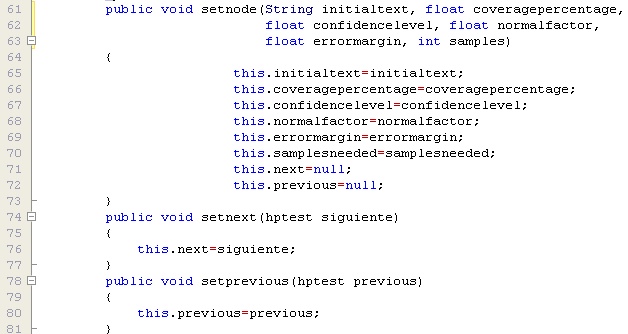 61 public void setnode(String initialtext, float coveragepercentage,
62 float confidencelevel, float normalfactor,
63 float errormargin, int samples)
64 {
65 this.initialtext=initialtext;
66 this.coveragepercentage=coveragepercentage;
67 this.confidencelevel=confidencelevel;
68 this.normalfactor=normalfactor;
69 this.errormargin=errormargin;
70 this.samplesneeded=samplesneeded;
71 this.next=null;
72 this.previous=null;
73 }
74 public void setnext(hptest siguiente)
75 {
76 this.next=siguiente;
77 }
78 public void setprevious(hptest previous)
79 {
80 this.previous=previous;
81 }